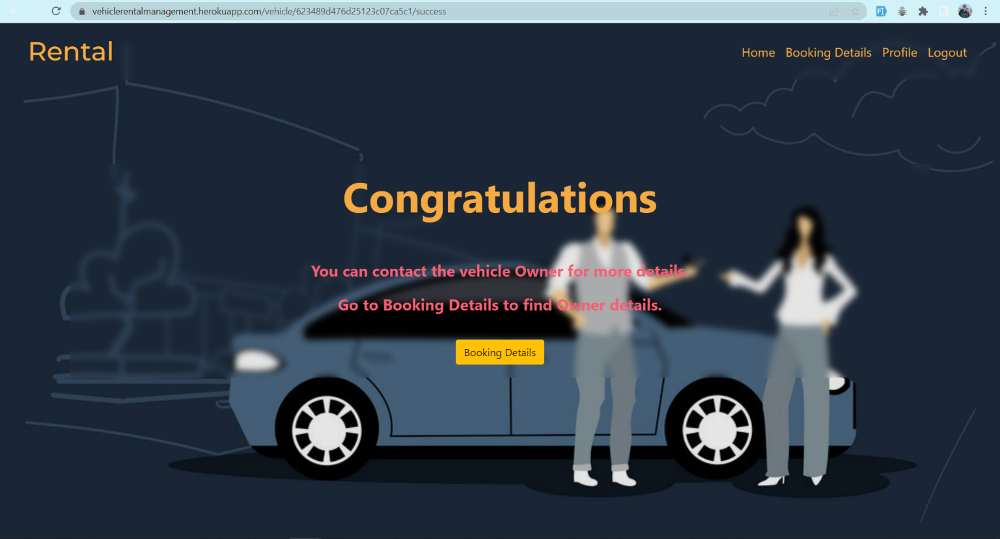 vehiclerentalmanagement.herokuapp.com/vehicle/623489d476d25123c07ca5c1/success
Rental
Home Booking Details Profile Logout
Congratulations
You can contact the vehicle Owner for more details.
Go to Booking Details to find Owner details.
Booking Details